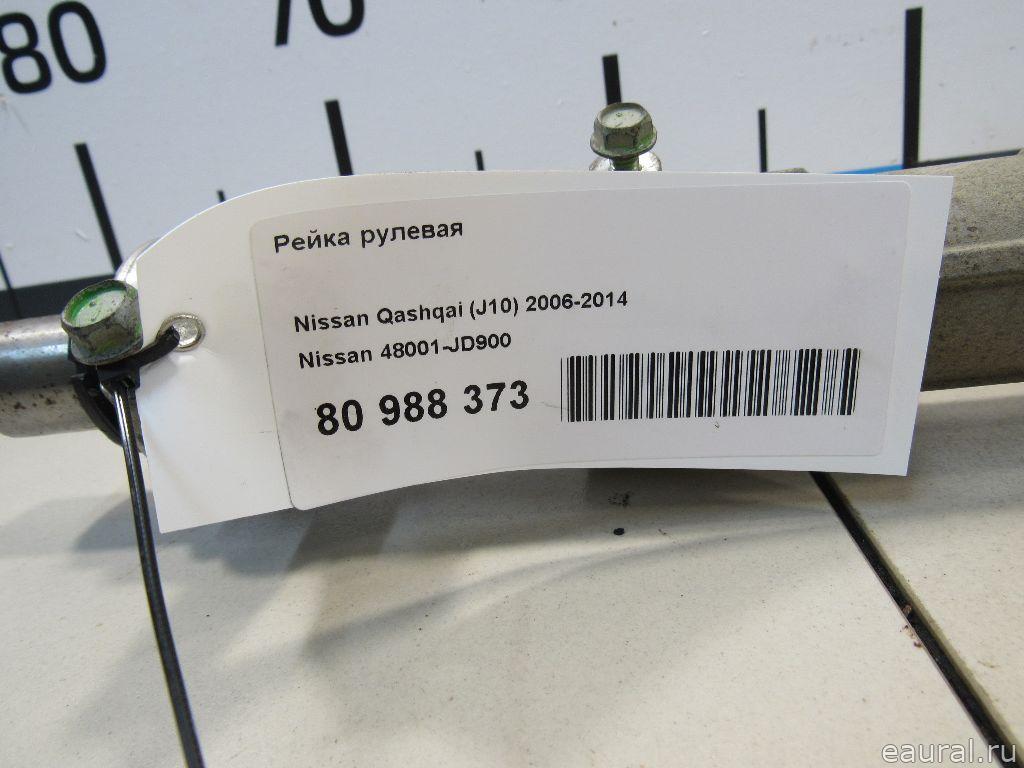 80
70
Рейка рулевая
Nissan Qashqai (J10) 2006-2014
Nissan 48001-JD900
80 988 373
eaural.ru